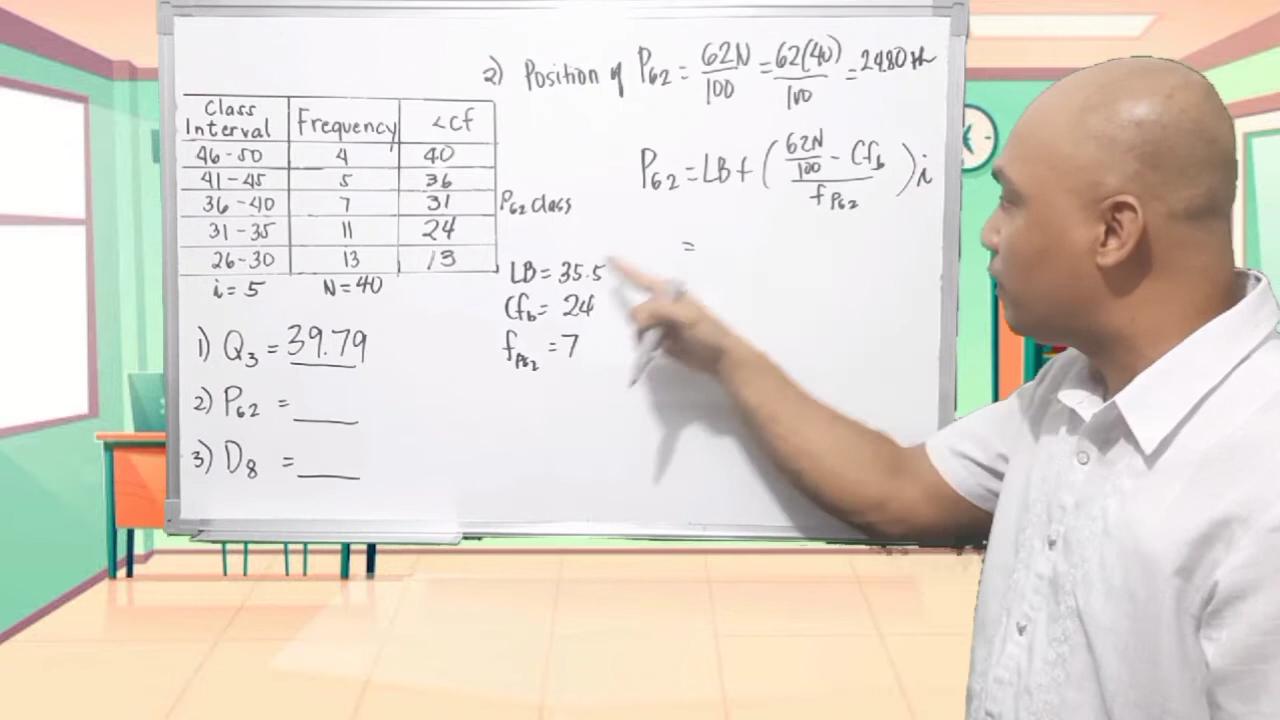 2) Position of P62 = 62N/100 = 62(40)/100 = 24.80th
Class Interval Frequency <cf
46-50 4 40
41-45 5 36
36-40 7 31 P62 class
31-35 11 24
26-30 13 13
i = 5 N = 40
P62 = LB + ( (62N/100 - Cfb) / fP62 ) i
=
LB = 35.5
Cfb = 24
fP62 = 7
1) Q3 = 39.79
2) P62 = ____
3) D8 = ____